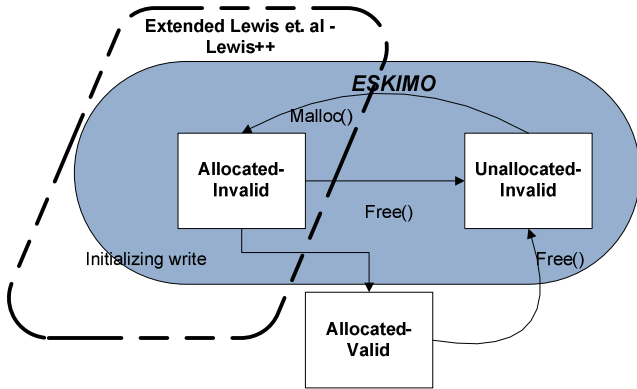 Extended Lewis et. al -
Lewis++
ESKIMO
Malloc()
Allocated-
Invalid
Unallocated-
Invalid
Free()
Initializing write
Free()
Allocated-
Valid